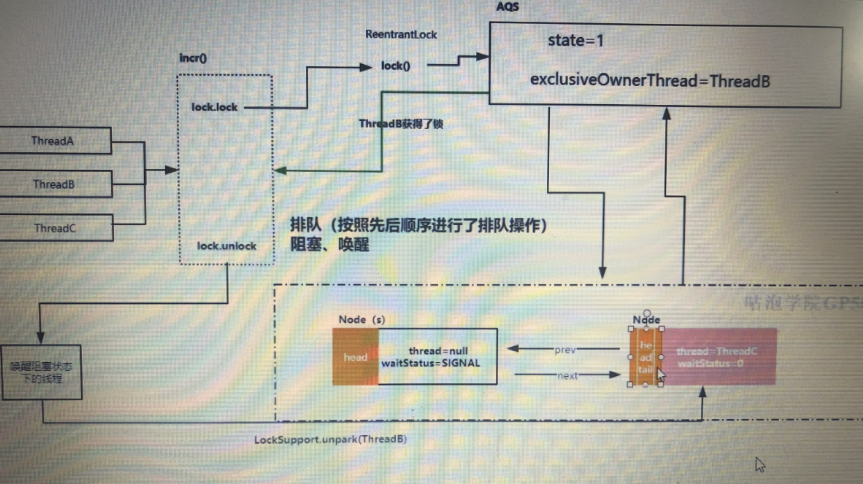 AQS
state=1
exclusiveOwnerThread=ThreadB
ReentrantLock
lock()
incr()
lock.lock
ThreadB获得了锁
ThreadA
ThreadB
ThreadC
lock.unlock
排队（按照先后顺序进行了排队操作）
阻塞、唤醒
咕泡学院GPS
Node（s）
head
thread=null
waitStatus=SIGNAL
prev
next
Node
he
ad
tail
thread=ThreadC
waitStatus=0
唤醒阻塞状态
下的线程
LockSupport.unpark(ThreadB)